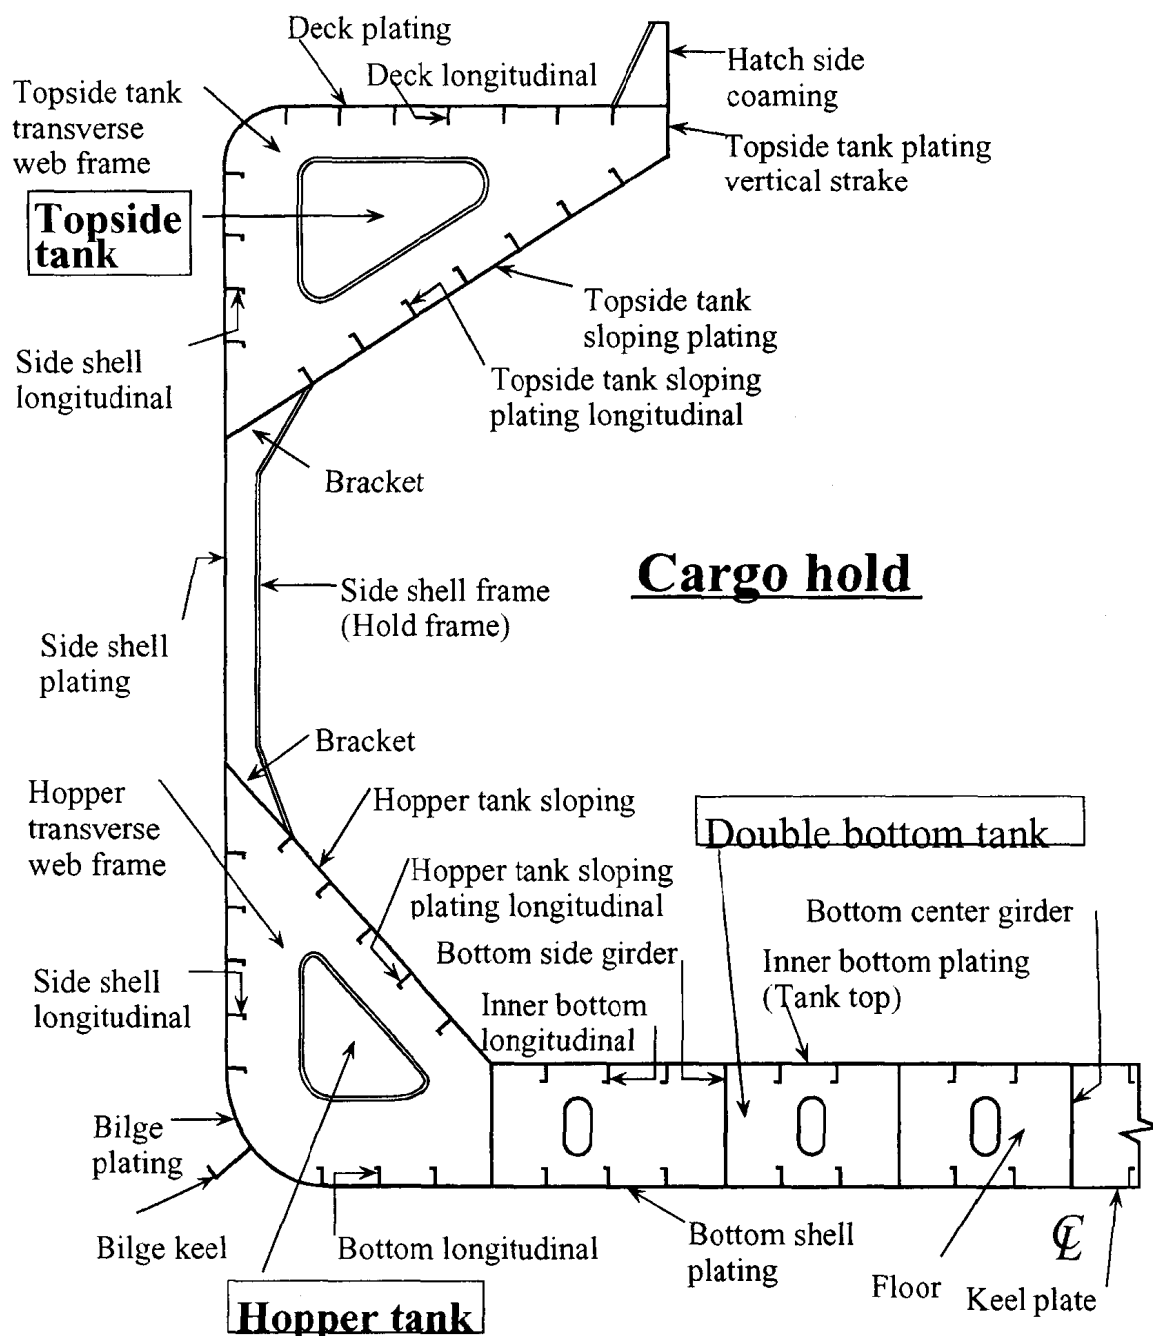 Deck plating
Deck longitudinal
Hatch side
coaming
Topside tank
transverse
web frame
Topside tank plating
vertical strake
Topside
tank
Topside tank
sloping plating
Side shell
longitudinal
Topside tank sloping
plating longitudinal
Bracket
Cargo hold
Side shell frame
(Hold frame)
Side shell
plating
Bracket
Hopper
transverse
web frame
Hopper tank sloping
Double bottom tank
Hopper tank sloping
plating longitudinal
Bottom center girder
Bottom side girder
Inner bottom plating
(Tank top)
Side shell
longitudinal
Inner bottom
longitudinal
Bilge
plating
Bilge keel
Bottom longitudinal
Bottom shell
plating
CL
Floor
Keel plate
Hopper tank